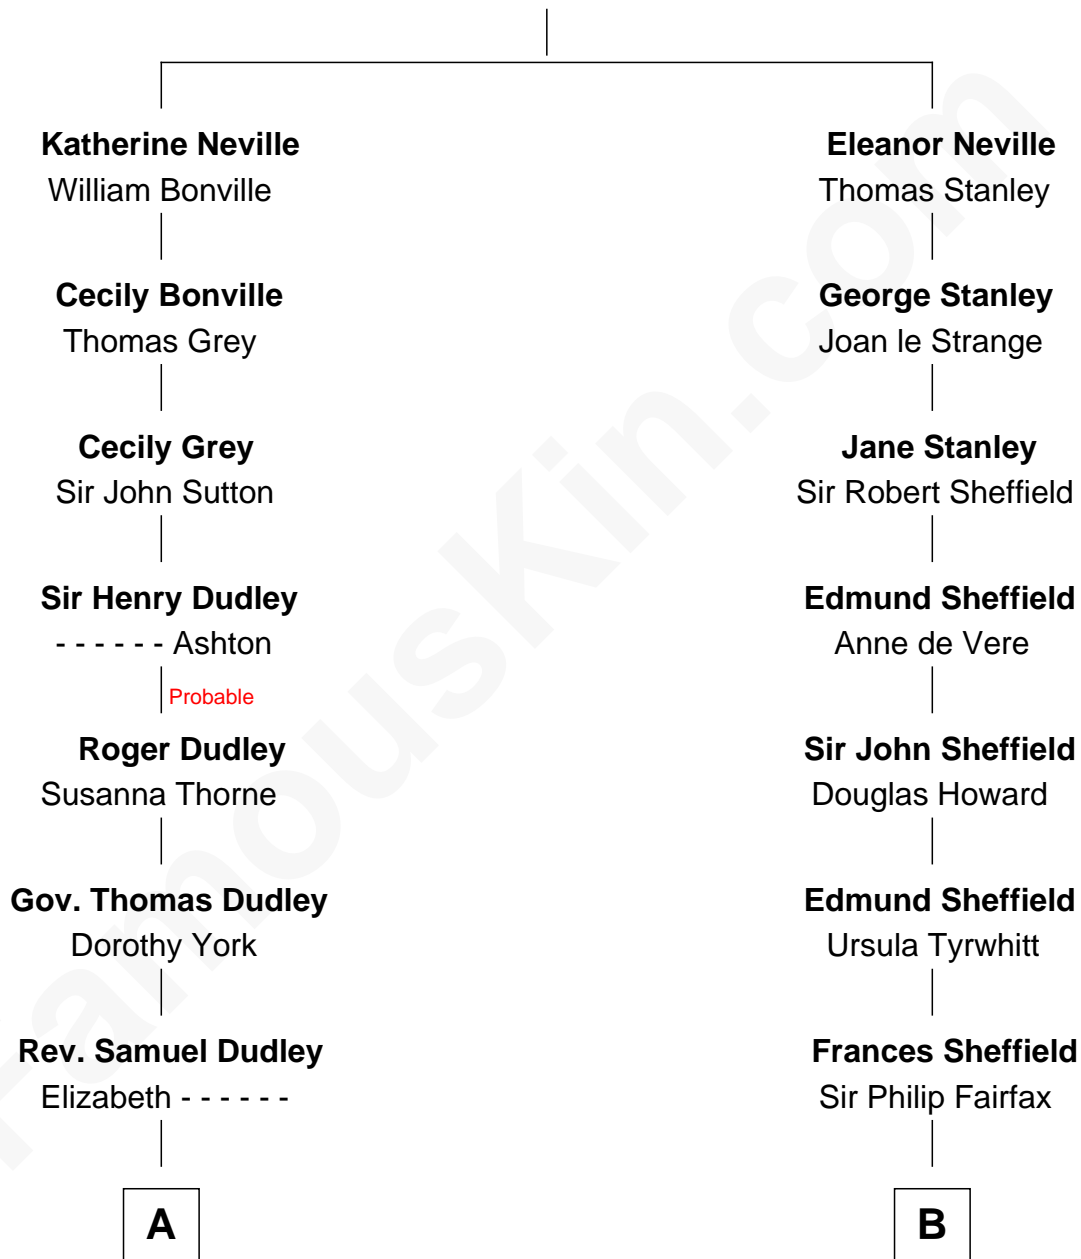 Katherine Neville
William Bonville
Eleanor Neville
Thomas Stanley
Cecily Bonville
Thomas Grey
George Stanley
Joan le Strange
Cecily Grey
Sir John Sutton
Jane Stanley
Sir Robert Sheffield
Sir Henry Dudley
- - - - - - Ashton
Edmund Sheffield
Anne de Vere
Probable
Roger Dudley
Susanna Thorne
Sir John Sheffield
Douglas Howard
Gov. Thomas Dudley
Dorothy York
Edmund Sheffield
Ursula Tyrwhitt
Rev. Samuel Dudley
Elizabeth - - - - - -
Frances Sheffield
Sir Philip Fairfax
A
B
FamousKin.com